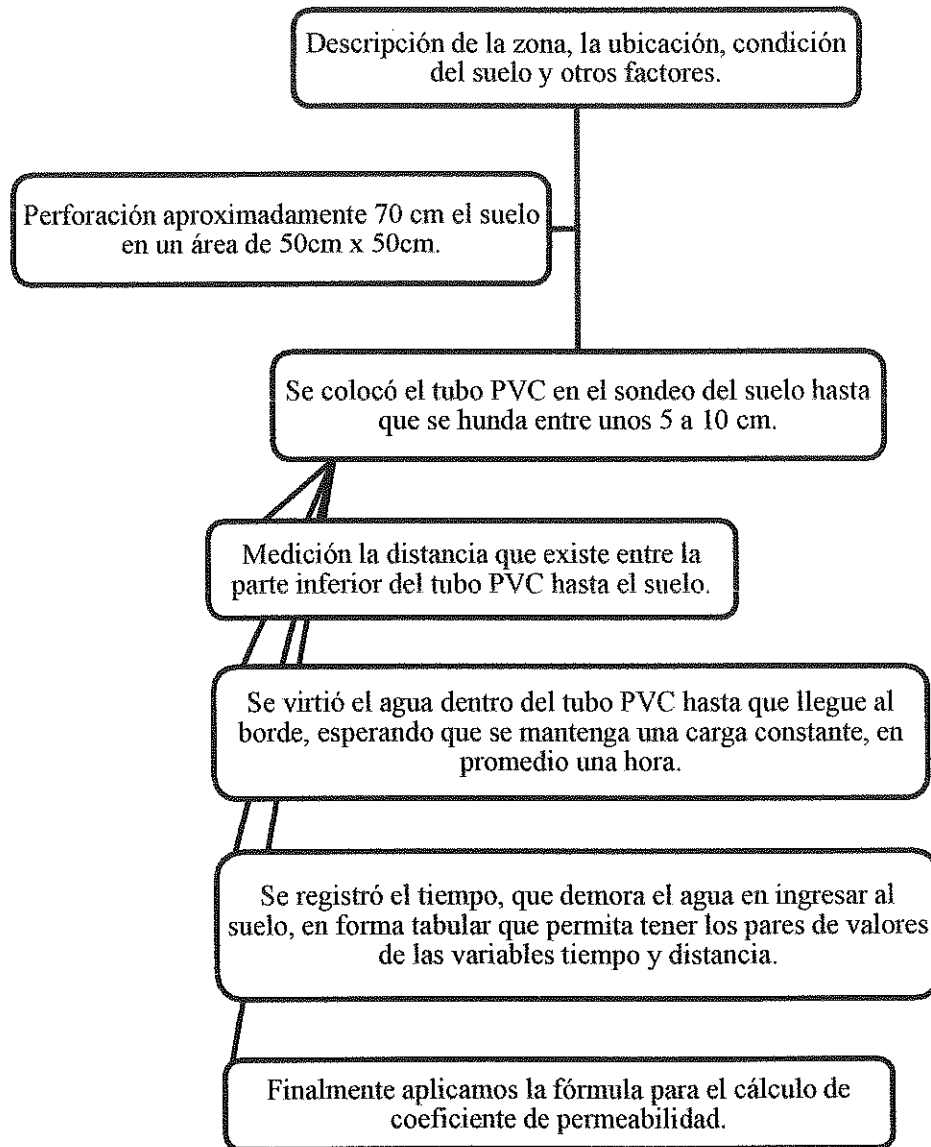 Descripción de la zona, la ubicación, condición
del suelo y otros factores.
Perforación aproximadamente 70 cm el suelo
en un área de 50cm x 50cm.
Se colocó el tubo PVC en el sondeo del suelo hasta
que se hunda entre unos 5 a 10 cm.
Medición la distancia que existe entre la
parte inferior del tubo PVC hasta el suelo.
Se virtió el agua dentro del tubo PVC hasta que llegue al
borde, esperando que se mantenga una carga constante, en
promedio una hora.
Se registró el tiempo, que demora el agua en ingresar al
suelo, en forma tabular que permita tener los pares de valores
de las variables tiempo y distancia.
Finalmente aplicamos la fórmula para el cálculo de
coeficiente de permeabilidad.